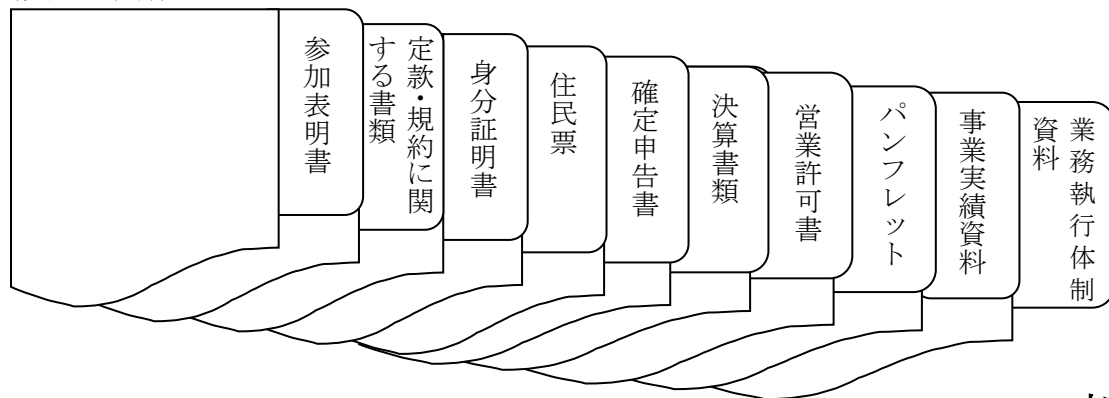 参加表明書
定款・規約に関
する書類
身分証明書
住民票
確定申告書
決算書類
営業許可書
パンフレット
事業実績資料
業務執行体制
資料